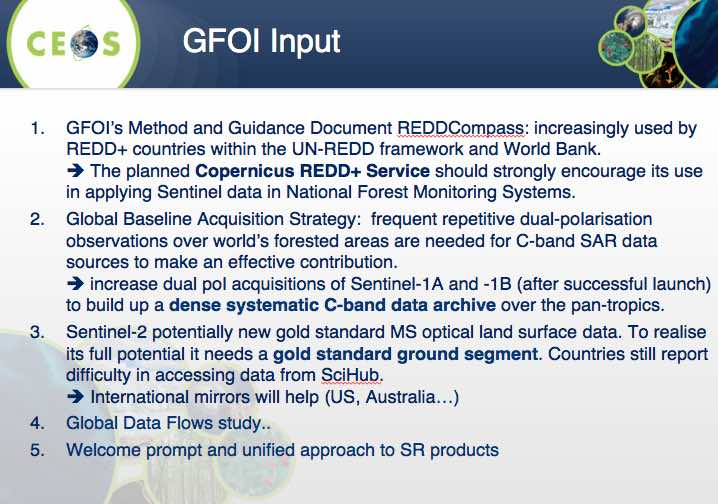 CEOS
GFOI Input
1. GFOI's Method and Guidance Document REDDCompass: increasingly used by
REDD+ countries within the UN-REDD framework and World Bank.
➔ The planned Copernicus REDD+ Service should strongly encourage its use
in applying Sentinel data in National Forest Monitoring Systems.
2. Global Baseline Acquisition Strategy: frequent repetitive dual-polarisation
observations over world's forested areas are needed for C-band SAR data
sources to make an effective contribution.
➔ increase dual pol acquisitions of Sentinel-1A and -1B (after successful launch)
to build up a dense systematic C-band data archive over the pan-tropics.
3. Sentinel-2 potentially new gold standard MS optical land surface data. To realise
its full potential it needs a gold standard ground segment. Countries still report
difficulty in accessing data from SciHub.
➔ International mirrors will help (US, Australia…)
4. Global Data Flows study..
5. Welcome prompt and unified approach to SR products